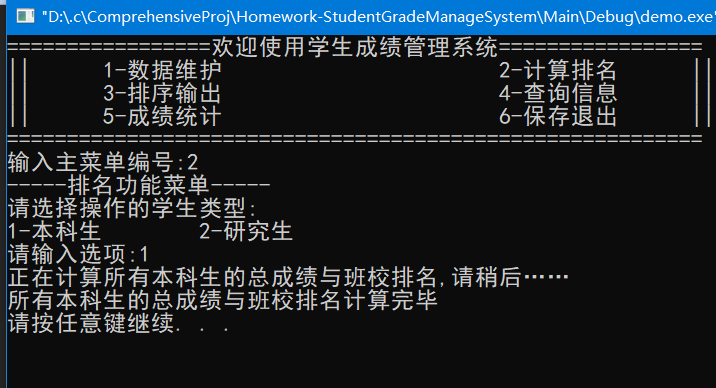 "D:\.c\ComprehensiveProj\Homework-StudentGradeManageSystem\Main\Debug\demo.exe"
=================欢迎使用学生成绩管理系统=================
|| 1-数据维护 2-计算排名 ||
|| 3-排序输出 4-查询信息 ||
|| 5-成绩统计 6-保存退出 ||
==========================================================
输入主菜单编号:2
-----排名功能菜单-----
请选择操作的学生类型:
1-本科生 2-研究生
请输入选项:1
正在计算所有本科生的总成绩与班校排名,请稍后……
所有本科生的总成绩与班校排名计算完毕
请按任意键继续. . .